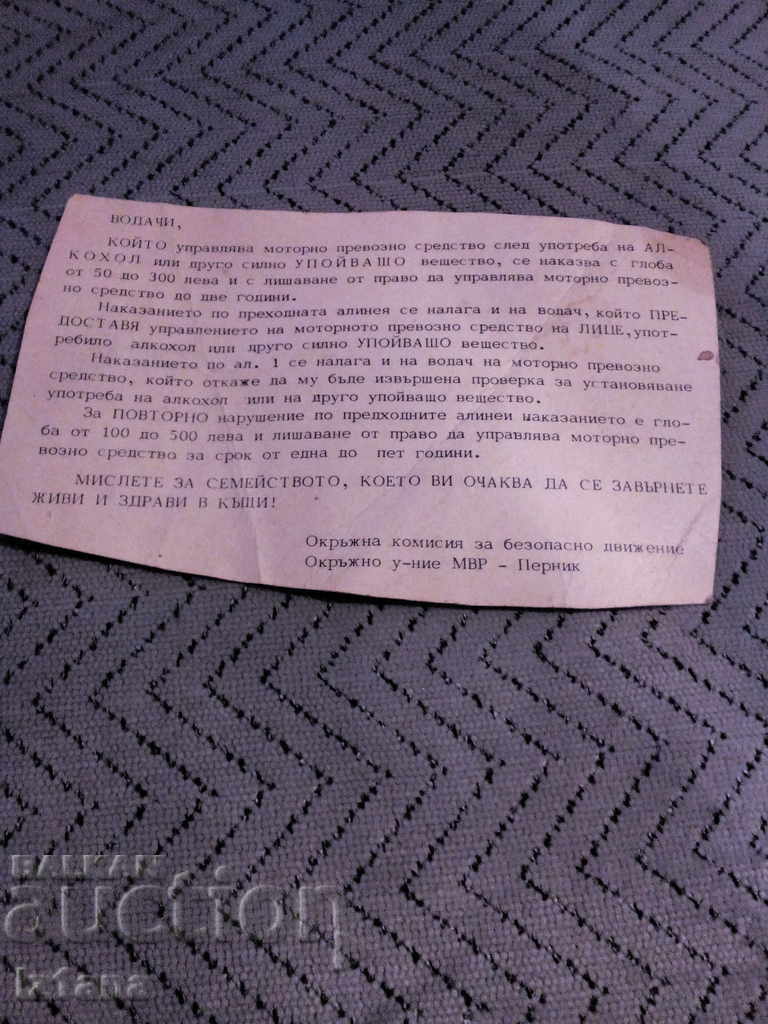 ВОДАЧИ,
КОЙТО управлява моторно превозно средство след употреба на АЛ-
КОХОЛ или друго силно УПОЙВАЩО вещество, се наказва с глоба
от 50 до 300 лева и с лишаване от право да управлява моторно превоз-
но средство до две години.
Наказанието по преходната алинея се налага и на водач, който ПРЕ-
ДОСТАВЯ управлението на моторното превозно средство на ЛИЦЕ, упот-
ребило алкохол или друго силно УПОЙВАЩО вещество.
Наказанието по ал. 1 се налага и на водач на моторно превозно
средство, който откаже да му бъде извършена проверка за установяване
употреба на алкохол или на друго упойващо вещество.
За ПОВТОРНО нарушение по предходните алинеи наказанието е гло-
ба от 100 до 500 лева и лишаване от право да управлява моторно пре-
возно средство за срок от една до пет години.
МИСЛЕТЕ ЗА СЕМЕЙСТВОТО, КОЕТО ВИ ОЧАКВА ДА СЕ ЗАВЪРНЕТЕ
ЖИВИ И ЗДРАВИ В КЪЩИ!
Окръжна комисия за безопасно движение
Окръжно у-ние МВР - Перник
BALKAN
auction
Iziana